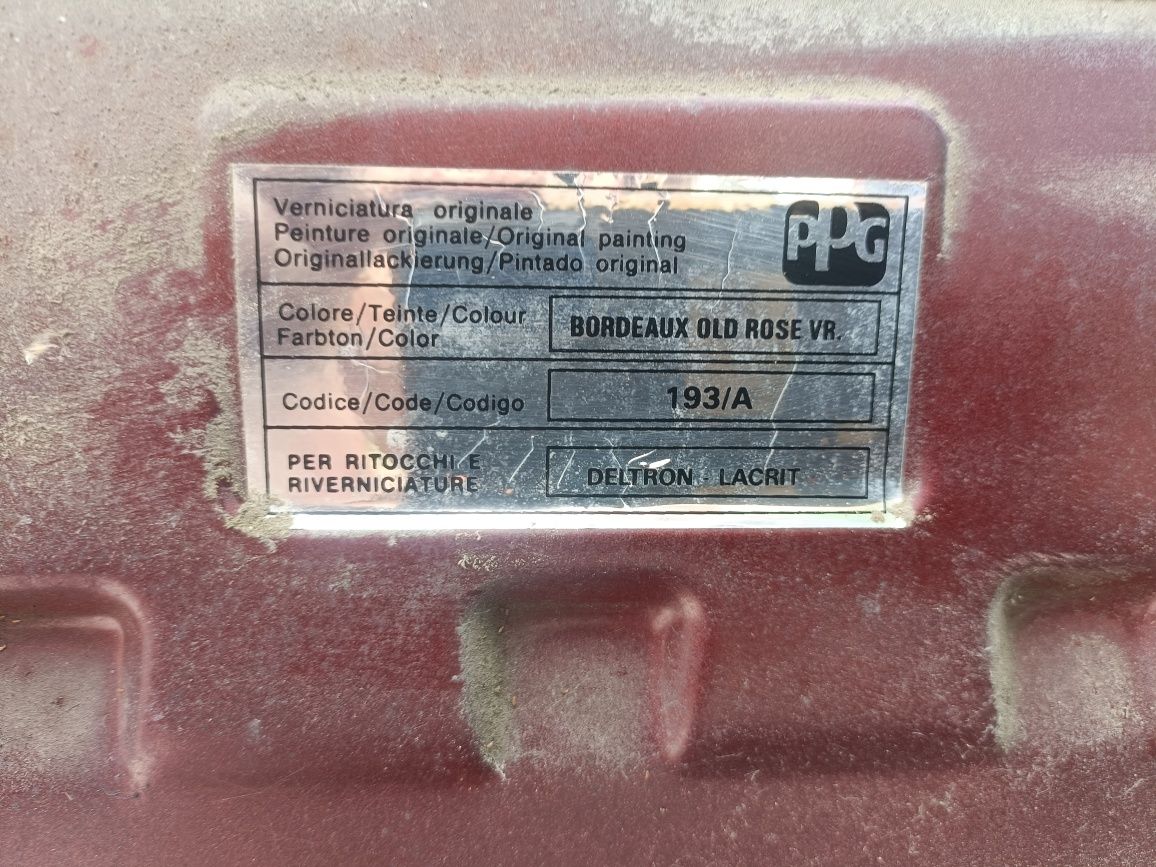 Verniciatura originale
Peinture originale/Original painting
Originallackierung/Pintado original
PPG
Colore/Teinte/Colour
Farbton/Color
BORDEAUX OLD ROSE VR.
Codice/Code/Codigo
193/A
PER RITOCCHI E
RIVERNICIATURE
DELTRON - LACRIT